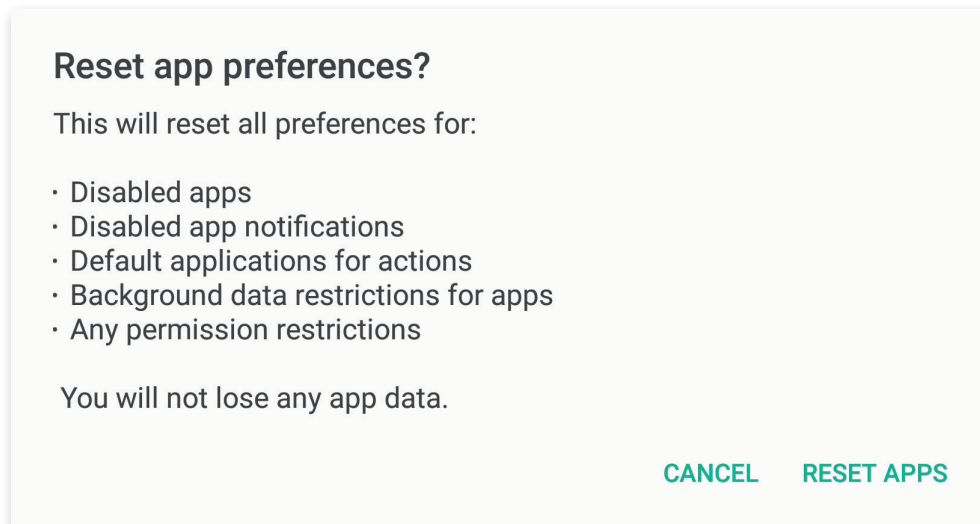 Reset app preferences?
This will reset all preferences for:
· Disabled apps
· Disabled app notifications
· Default applications for actions
· Background data restrictions for apps
· Any permission restrictions
You will not lose any app data.
CANCEL RESET APPS